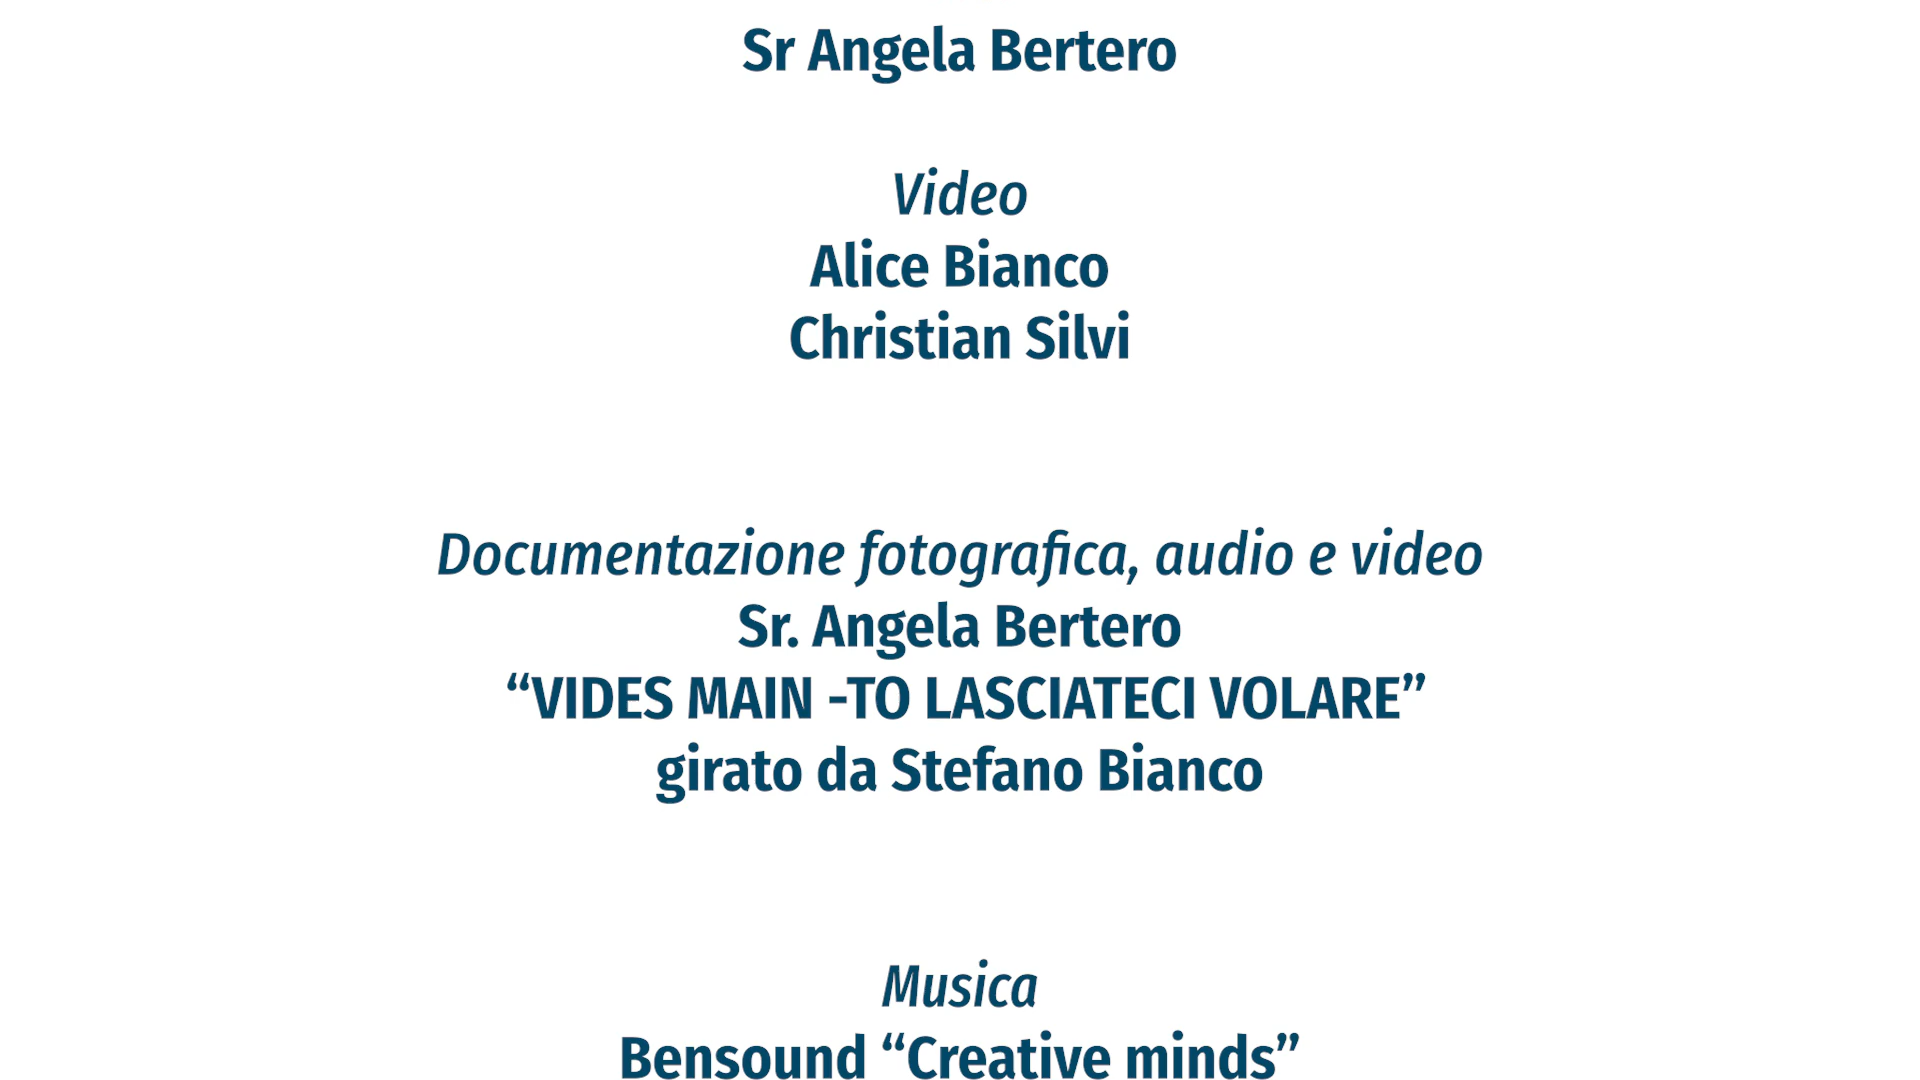 Sr Angela Bertero
Video
Alice Bianco
Christian Silvi
Documentazione fotografica, audio e video
Sr. Angela Bertero
“VIDES MAIN -TO LASCIATECI VOLARE”
girato da Stefano Bianco
Musica
Bensound “Creative minds”